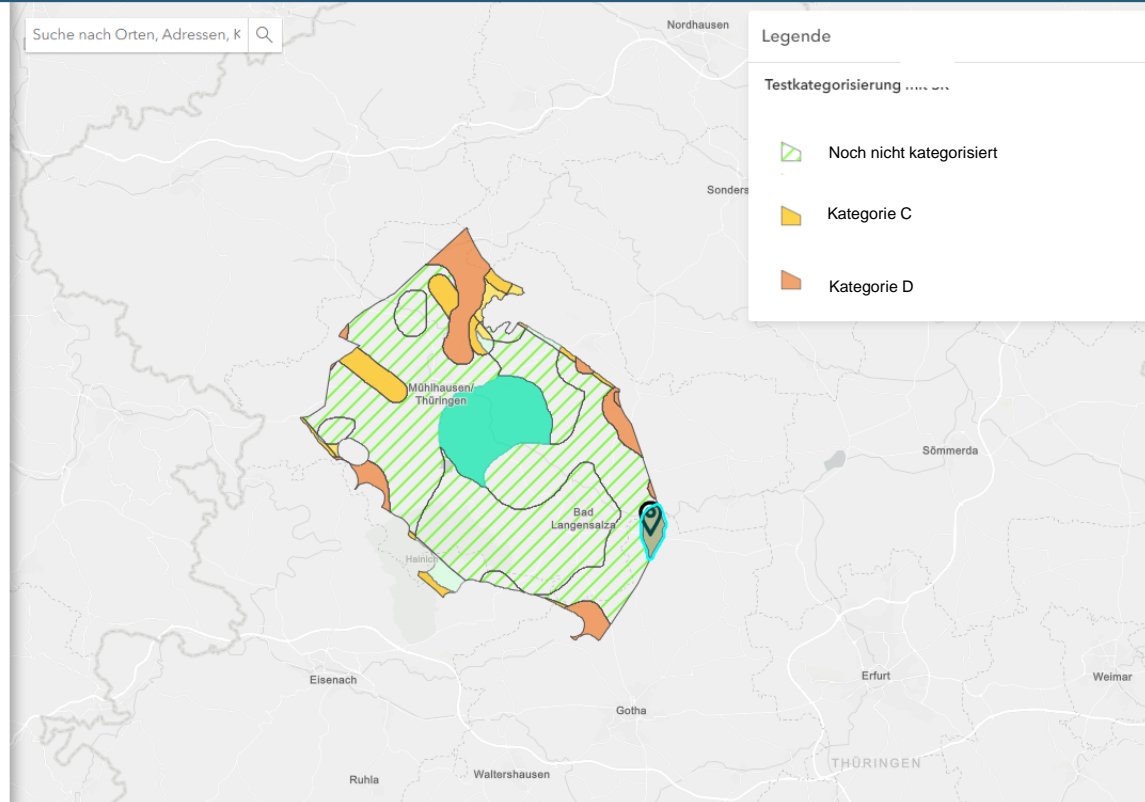 Suche nach Orten, Adressen, K
Nordhausen
Legende
Testkategorisierung
Noch nicht kategorisiert
Sonders
Kategorie C
Kategorie D
Mühlhausen/
Thüringen
Sömmerda
Bad
Langensalza
Hainich
Eisenach
Erfurt
Weimar
Gotha
THÜRINGEN
Ruhla
Waltershausen